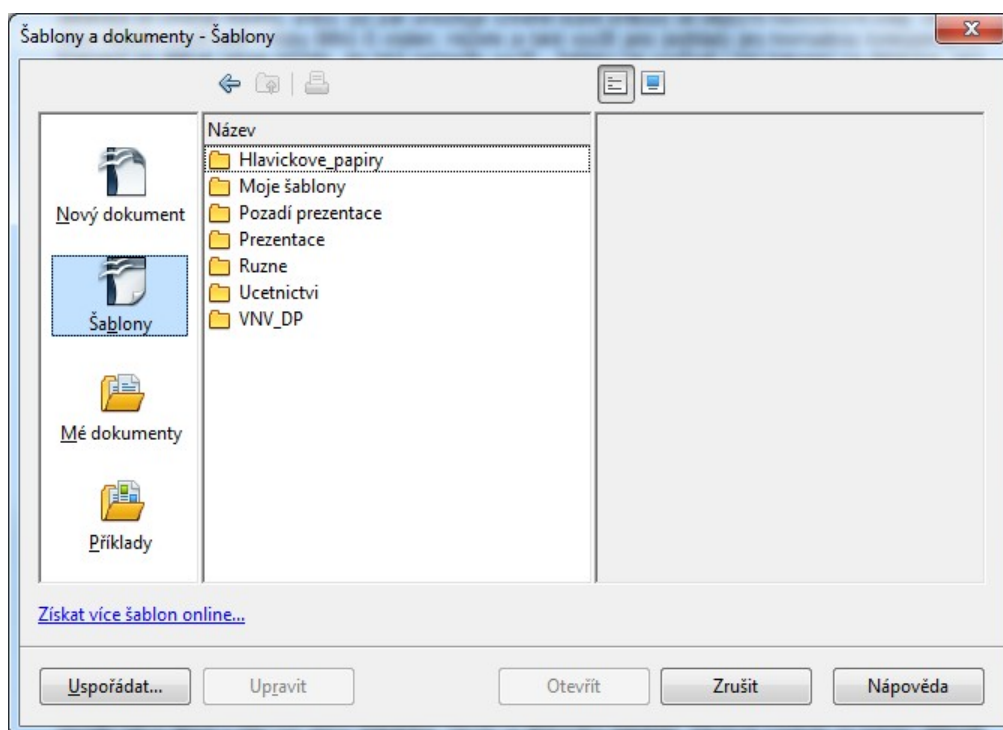 Šablony a dokumenty - Šablony
Název
Hlavickove_papiry
Moje šablony
Pozadí prezentace
Prezentace
Ruzne
Ucetnictvi
VNV_DP
Nový dokument
Šablony
Mé dokumenty
Příklady
Získat více šablon online...
Uspořádat...
Upravit
Otevřít
Zrušit
Nápověda